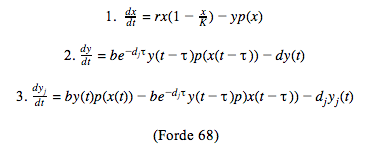 1. dx/dt = rx(1 − x/K) − yp(x)
2. dy/dt = be^{-d_jτ}y(t − τ)p(x(t − τ)) − dy(t)
3. dy_j/dt = by(t)p(x(t)) − be^{-d_jτ}y(t − τ)p)x(t − τ)) − d_jy_j(t)
(Forde 68)